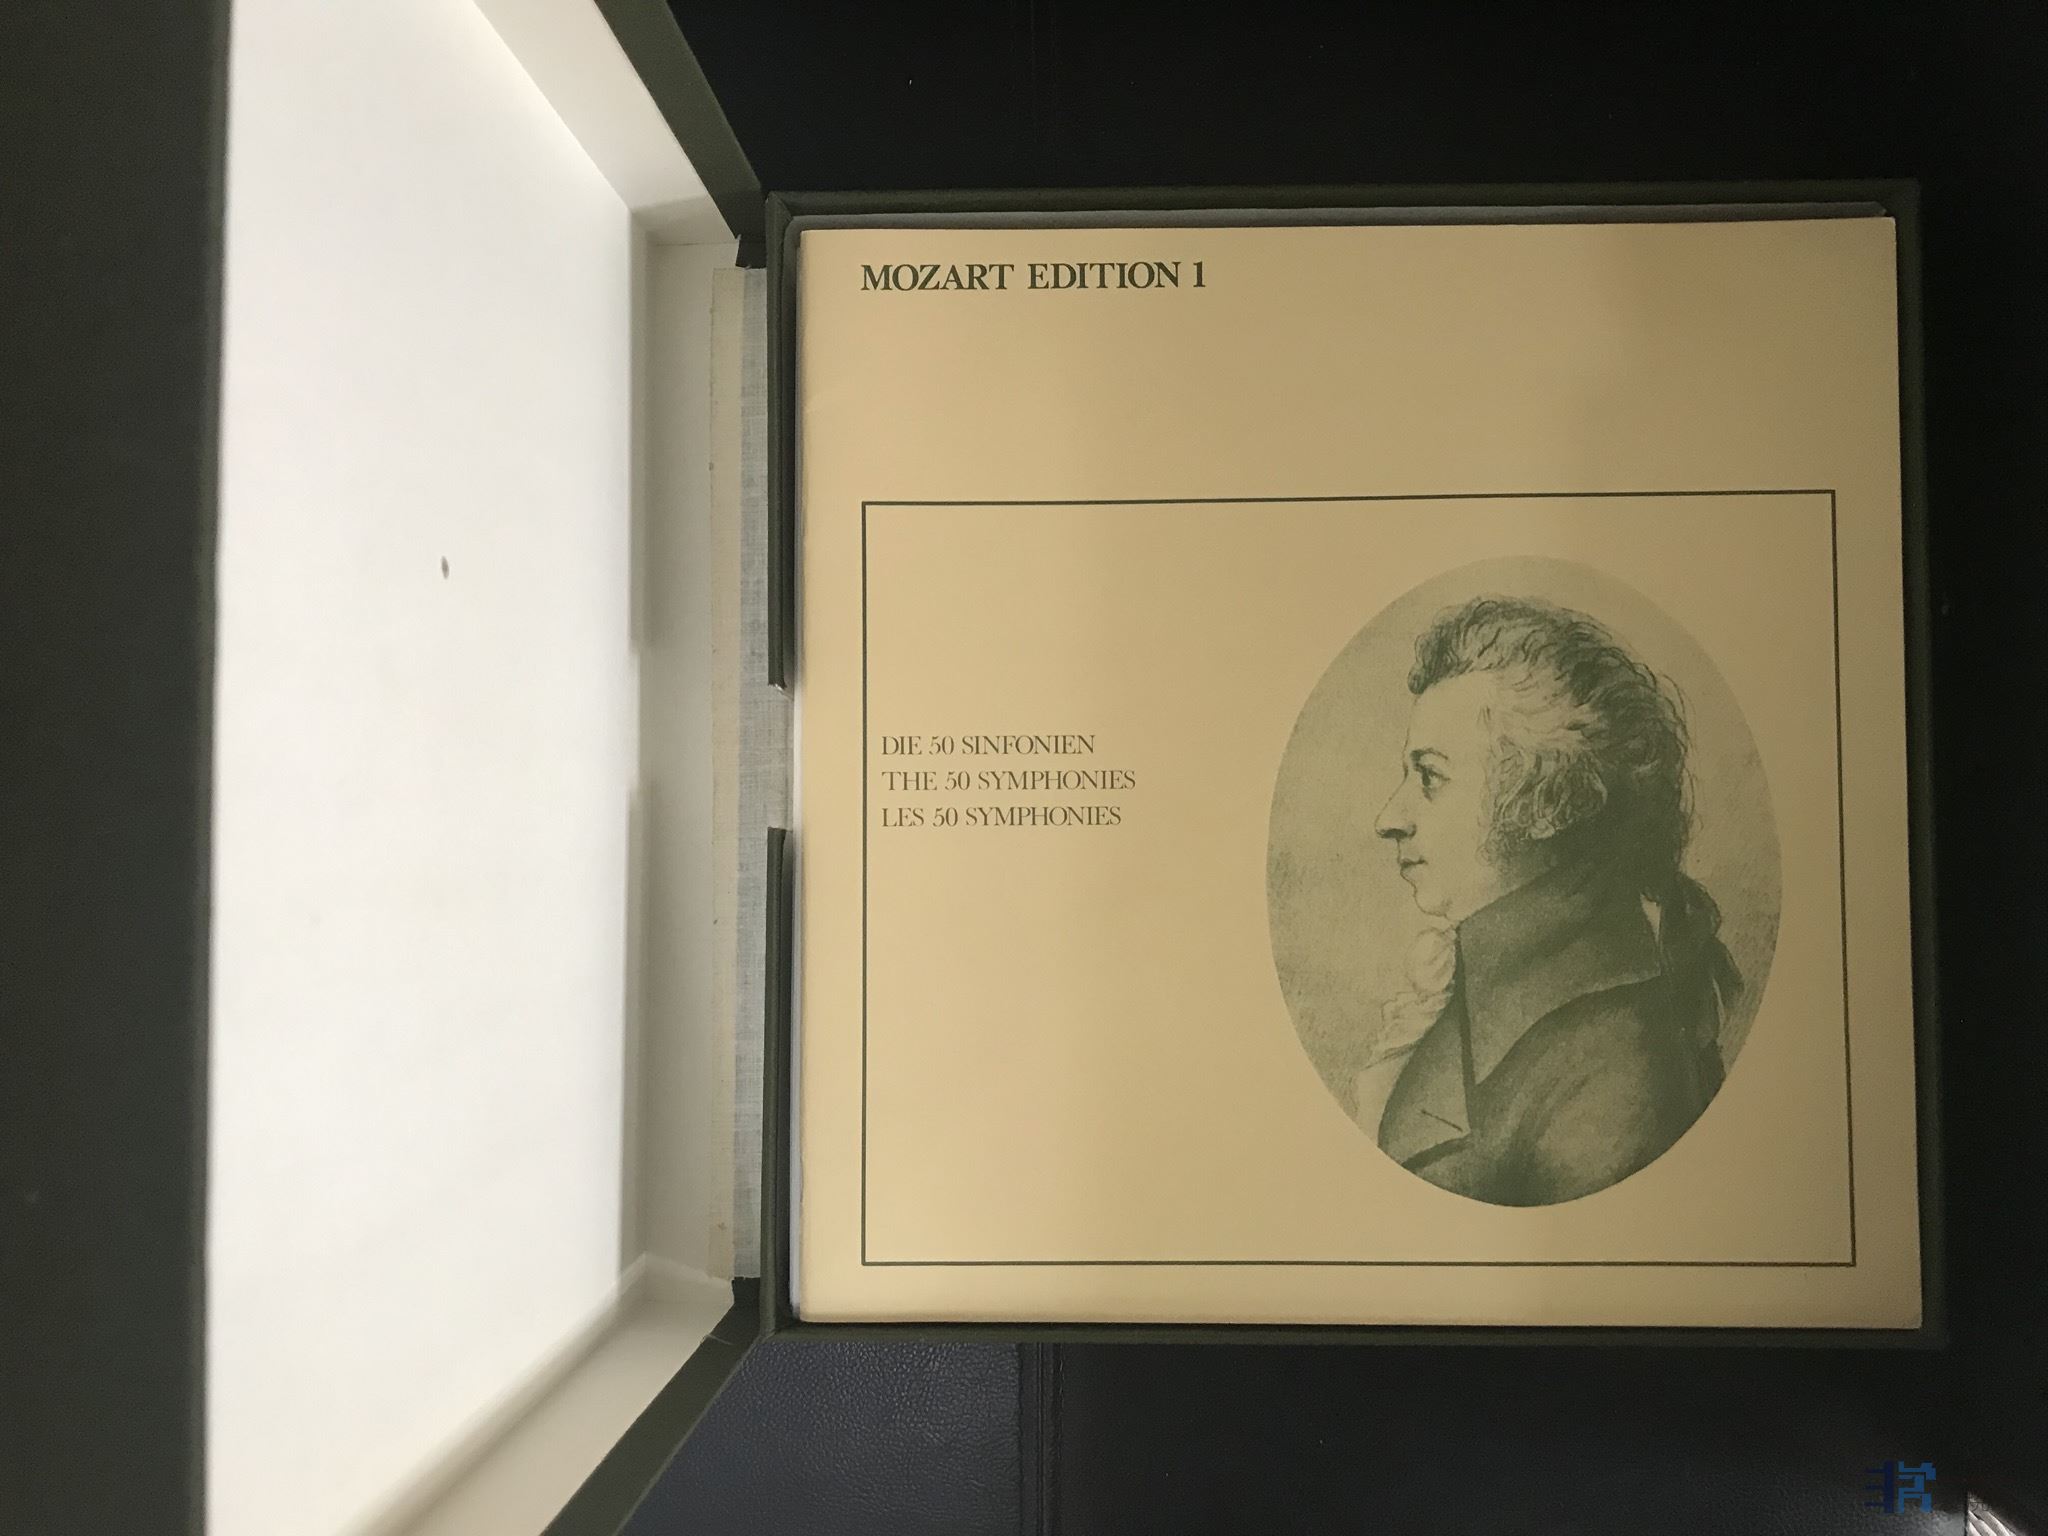 MOZART EDITION 1
DIE 50 SINFONIEN
THE 50 SYMPHONIES
LES 50 SYMPHONIES